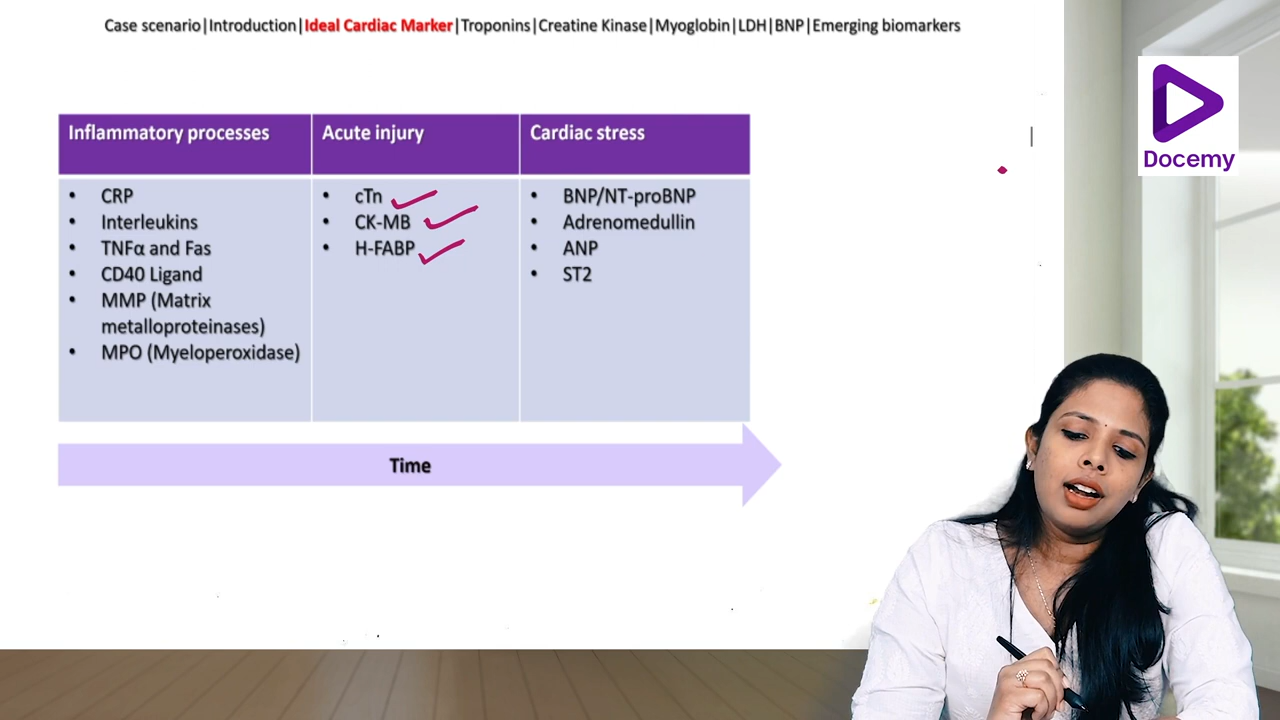 Case scenario|Introduction|Ideal Cardiac Marker|Troponins|Creatine Kinase|Myoglobin|LDH|BNP|Emerging biomarkers
Docemy
Inflammatory processes
• CRP
• Interleukins
• TNFα and Fas
• CD40 Ligand
• MMP (Matrix
metalloproteinases)
• MPO (Myeloperoxidase)
Acute injury
• cTn
• CK-MB
• H-FABP
Cardiac stress
• BNP/NT-proBNP
• Adrenomedullin
• ANP
• ST2
Time